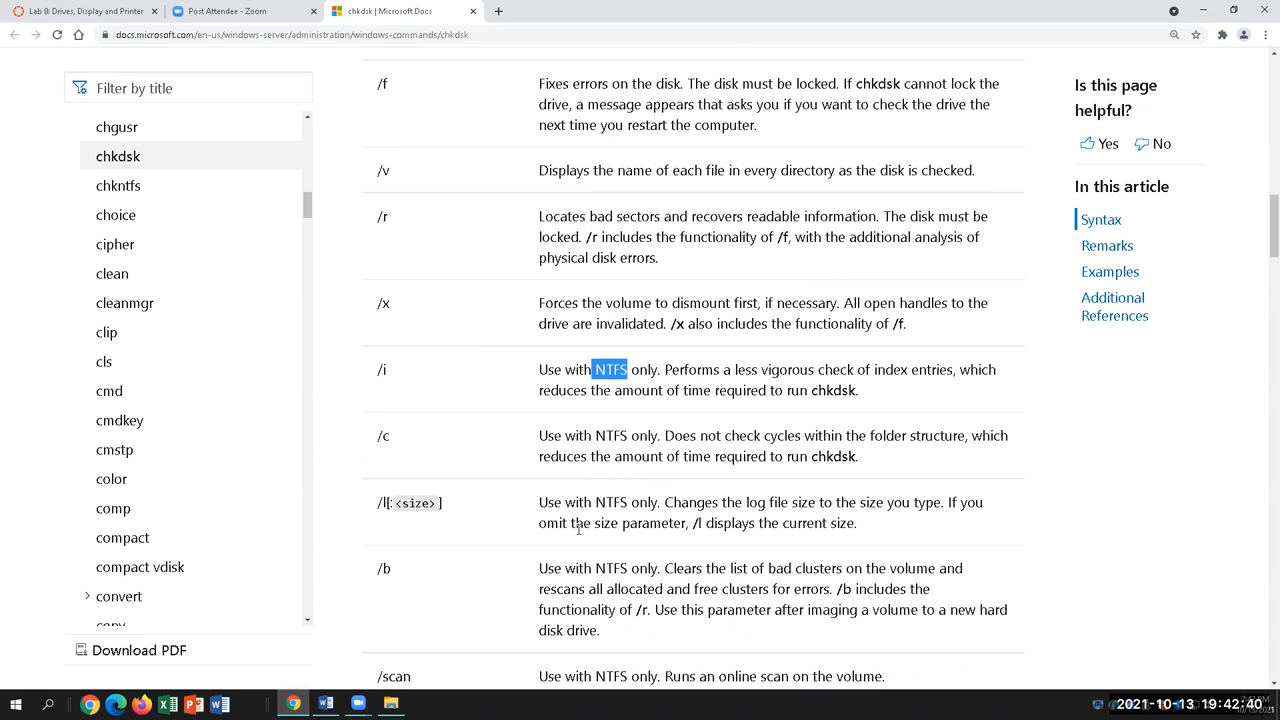 Lab 8: Drives, Display and Printer
Post Attendee - Zoom
chkdsk | Microsoft Docs
docs.microsoft.com/en-us/windows-server/administration/windows-commands/chkdsk
Filter by title
chgusr
chkdsk
chkntfs
choice
cipher
clean
cleanmgr
clip
cls
cmd
cmdkey
cmstp
color
comp
compact
compact vdisk
convert
copy
Download PDF
/f
Fixes errors on the disk. The disk must be locked. If chkdsk cannot lock the
drive, a message appears that asks you if you want to check the drive the
next time you restart the computer.
/v
Displays the name of each file in every directory as the disk is checked.
/r
Locates bad sectors and recovers readable information. The disk must be
locked. /r includes the functionality of /f, with the additional analysis of
physical disk errors.
/x
Forces the volume to dismount first, if necessary. All open handles to the
drive are invalidated. /x also includes the functionality of /f.
/i
Use with NTFS only. Performs a less vigorous check of index entries, which
reduces the amount of time required to run chkdsk.
/c
Use with NTFS only. Does not check cycles within the folder structure, which
reduces the amount of time required to run chkdsk.
/l[:<size>]
Use with NTFS only. Changes the log file size to the size you type. If you
omit the size parameter, /l displays the current size.
/b
Use with NTFS only. Clears the list of bad clusters on the volume and
rescans all allocated and free clusters for errors. /b includes the
functionality of /r. Use this parameter after imaging a volume to a new hard
disk drive.
/scan
Use with NTFS only. Runs an online scan on the volume.
Is this page
helpful?
Yes
No
In this article
Syntax
Remarks
Examples
Additional
References
2021-10-13 19:42:40